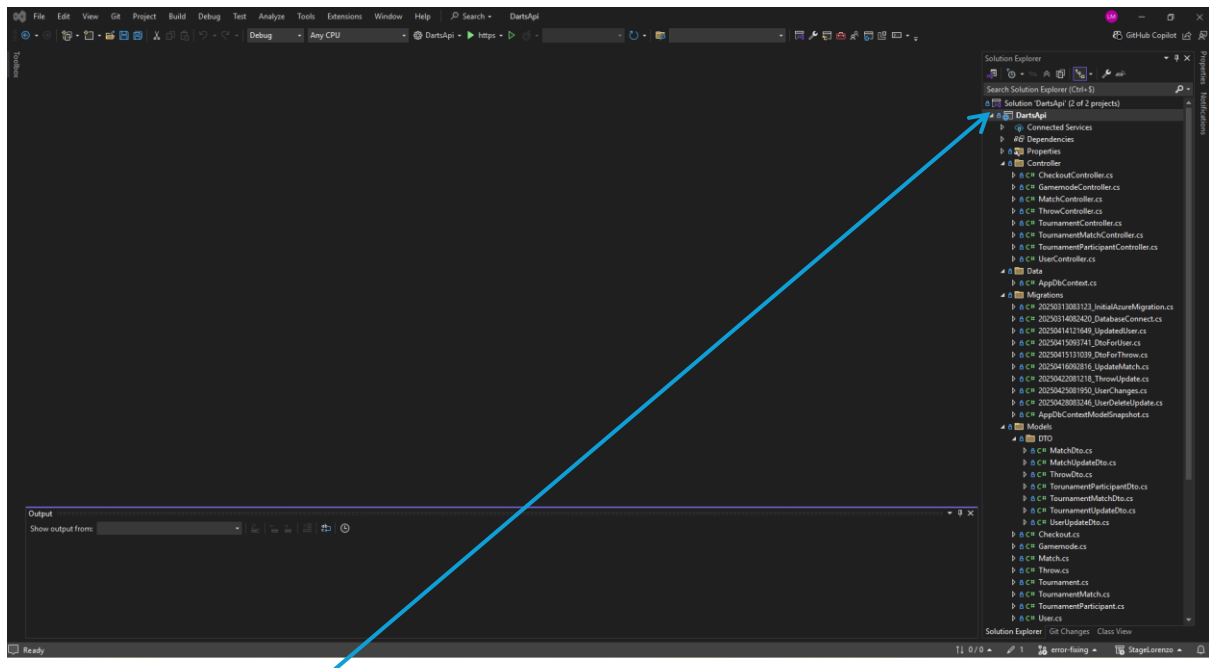 File Edit View Git Project Build Debug Test Analyze Tools Extensions Window Help Search DartsApi LM
Debug Any CPU DartsApi https GitHub Copilot
Toolbox
Properties
Notifications
Solution Explorer
Search Solution Explorer (Ctrl+$)
Solution 'DartsApi' (2 of 2 projects)
DartsApi
Connected Services
Dependencies
Properties
Controller
C# CheckoutController.cs
C# GamemodeController.cs
C# MatchController.cs
C# ThrowController.cs
C# TournamentController.cs
C# TournamentMatchController.cs
C# TournamentParticipantController.cs
C# UserController.cs
Data
C# AppDbContext.cs
Migrations
C# 20250313083123_InitialAzureMigration.cs
C# 20250314082420_DatabaseConnect.cs
C# 20250414121649_UpdatedUser.cs
C# 20250415093741_DtoForUser.cs
C# 20250415131039_DtoForThrow.cs
C# 20250416092816_UpdateMatch.cs
C# 20250422081218_ThrowUpdate.cs
C# 20250425081950_UserChanges.cs
C# 20250428083246_UserDeleteUpdate.cs
C# AppDbContextModelSnapshot.cs
Models
DTO
C# MatchDto.cs
C# MatchUpdateDto.cs
C# ThrowDto.cs
C# TorunamentParticipantDto.cs
C# TournamentMatchDto.cs
C# TournamentUpdateDto.cs
C# UserUpdateDto.cs
C# Checkout.cs
C# Gamemode.cs
C# Match.cs
C# Throw.cs
C# Tournament.cs
C# TournamentMatch.cs
C# TournamentParticipant.cs
C# User.cs
Solution Explorer Git Changes Class View
Output
Show output from:
Ready 0 / 0 1 error-fixing StageLorenzo